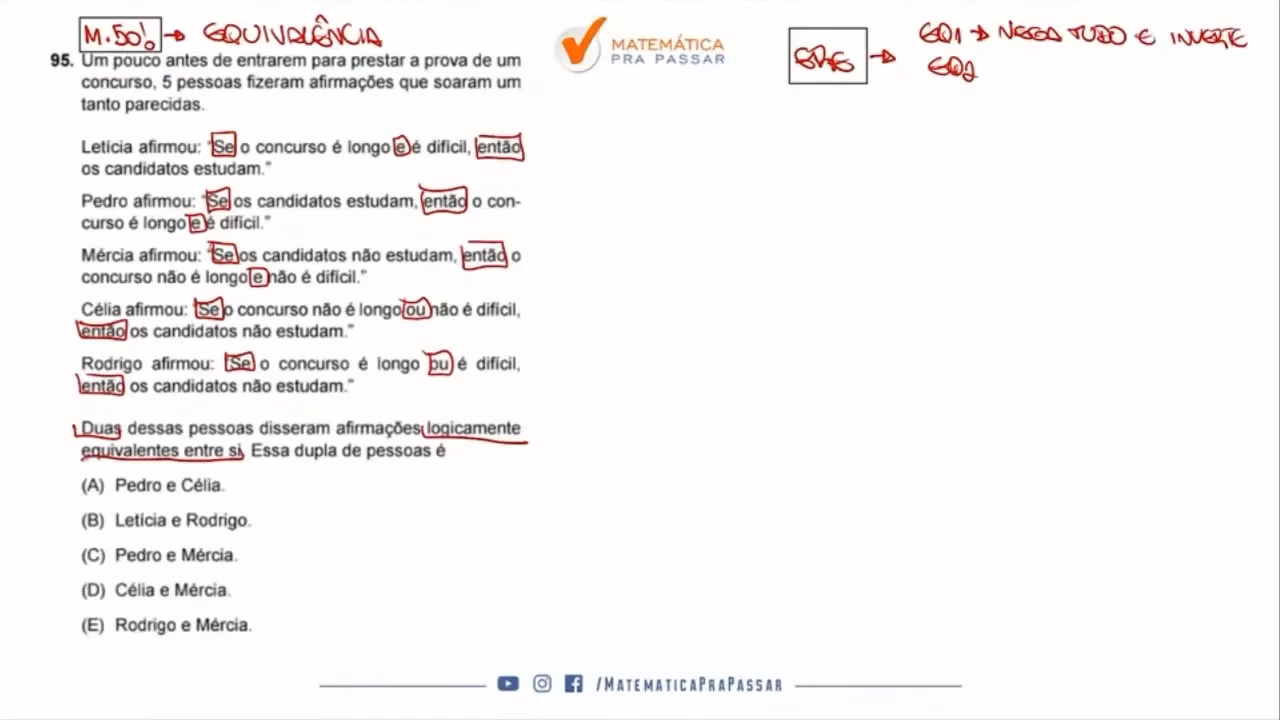 M.50!. → EQUIVALÊNCIA
MATEMÁTICA
PRA PASSAR
EQ1 → NEGA TUDO E INVERTE
EQ2
95. Um pouco antes de entrarem para prestar a prova de um
concurso, 5 pessoas fizeram afirmações que soaram um
tanto parecidas.
Letícia afirmou: "Se o concurso é longo e é difícil, então
os candidatos estudam."
Pedro afirmou: "Se os candidatos estudam, então o con-
curso é longo e é difícil."
Mércia afirmou: "Se os candidatos não estudam, então o
concurso não é longo e não é difícil."
Célia afirmou: "Se o concurso não é longo ou não é difícil,
então os candidatos não estudam."
Rodrigo afirmou: "Se o concurso é longo ou é difícil,
então os candidatos não estudam."
Duas dessas pessoas disseram afirmações logicamente
equivalentes entre si. Essa dupla de pessoas é
(A) Pedro e Célia.
(B) Letícia e Rodrigo.
(C) Pedro e Mércia.
(D) Célia e Mércia.
(E) Rodrigo e Mércia.
/MATEMATICAPRAPASSAR